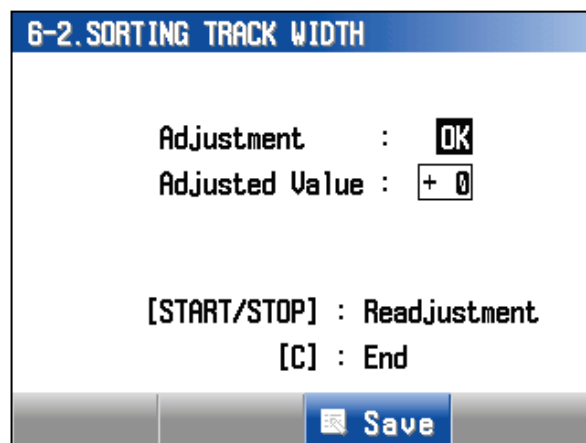 6-2.SORTING TRACK WIDTH
Adjustment : OK
Adjusted Value : + 0
[START/STOP] : Readjustment
[C] : End
Save